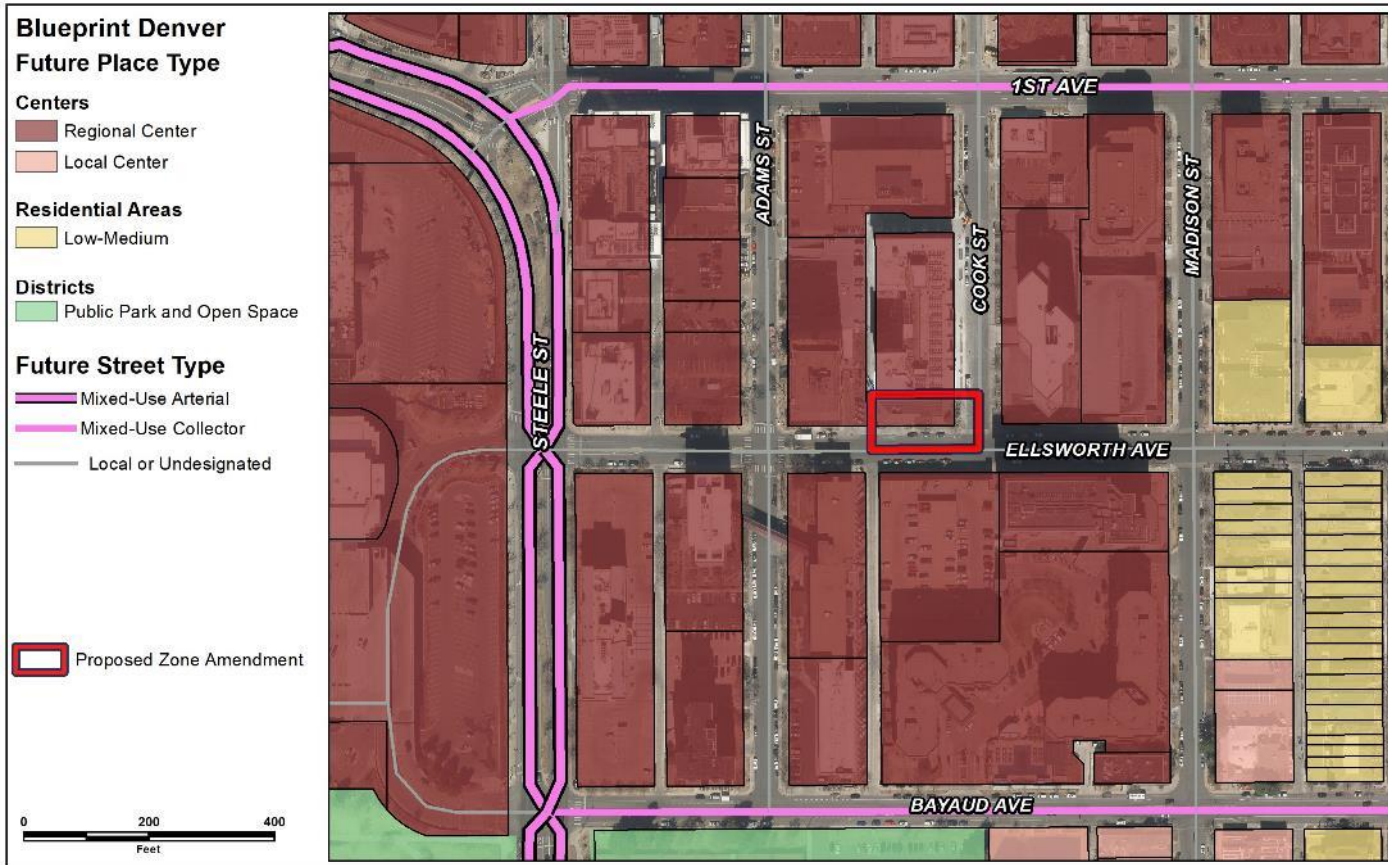 Blueprint Denver
Future Place Type
Centers
Regional Center
Local Center
Residential Areas
Low-Medium
Districts
Public Park and Open Space
Future Street Type
Mixed-Use Arterial
Mixed-Use Collector
Local or Undesignated
Proposed Zone Amendment
0 200 400
Feet
1ST AVE
ADAMS ST
COOK ST
MADISON ST
STEELE ST
ELLSWORTH AVE
BAYAUD AVE